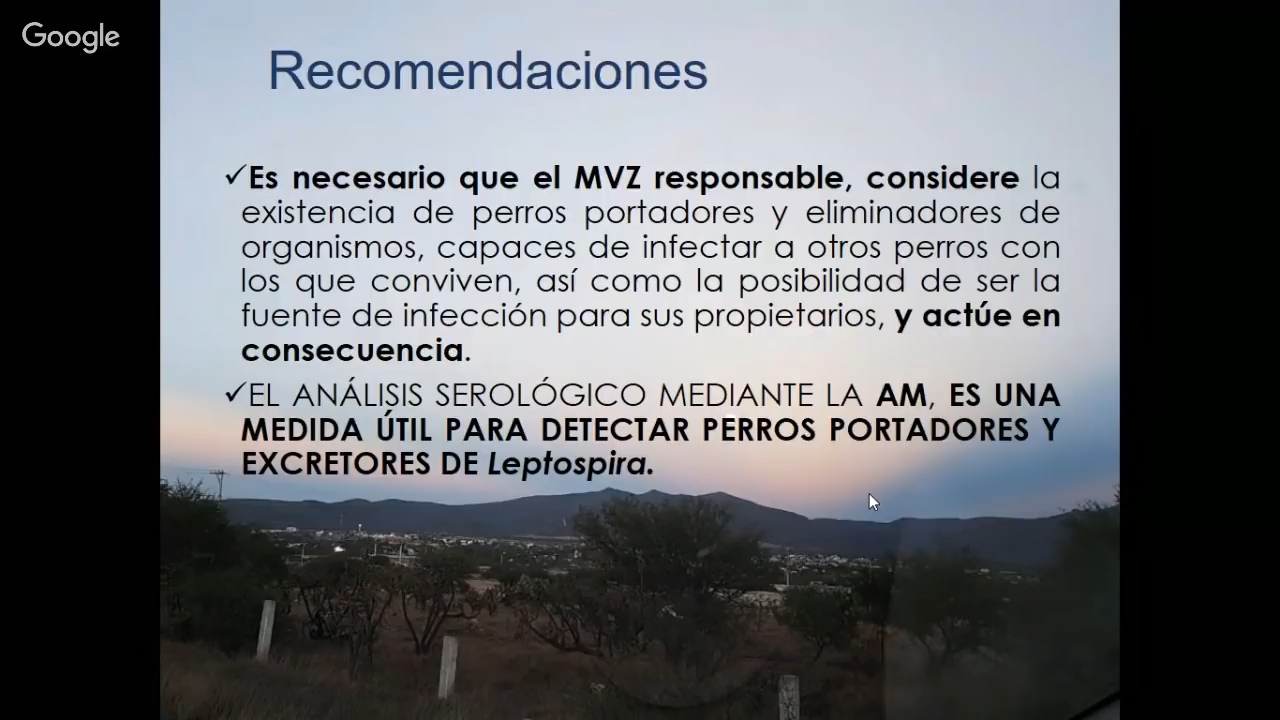 Google
Recomendaciones
✓Es necesario que el MVZ responsable, considere la
existencia de perros portadores y eliminadores de
organismos, capaces de infectar a otros perros con
los que conviven, así como la posibilidad de ser la
fuente de infección para sus propietarios, y actúe en
consecuencia.
✓EL ANÁLISIS SEROLÓGICO MEDIANTE LA AM, ES UNA
MEDIDA ÚTIL PARA DETECTAR PERROS PORTADORES Y
EXCRETORES DE Leptospira.